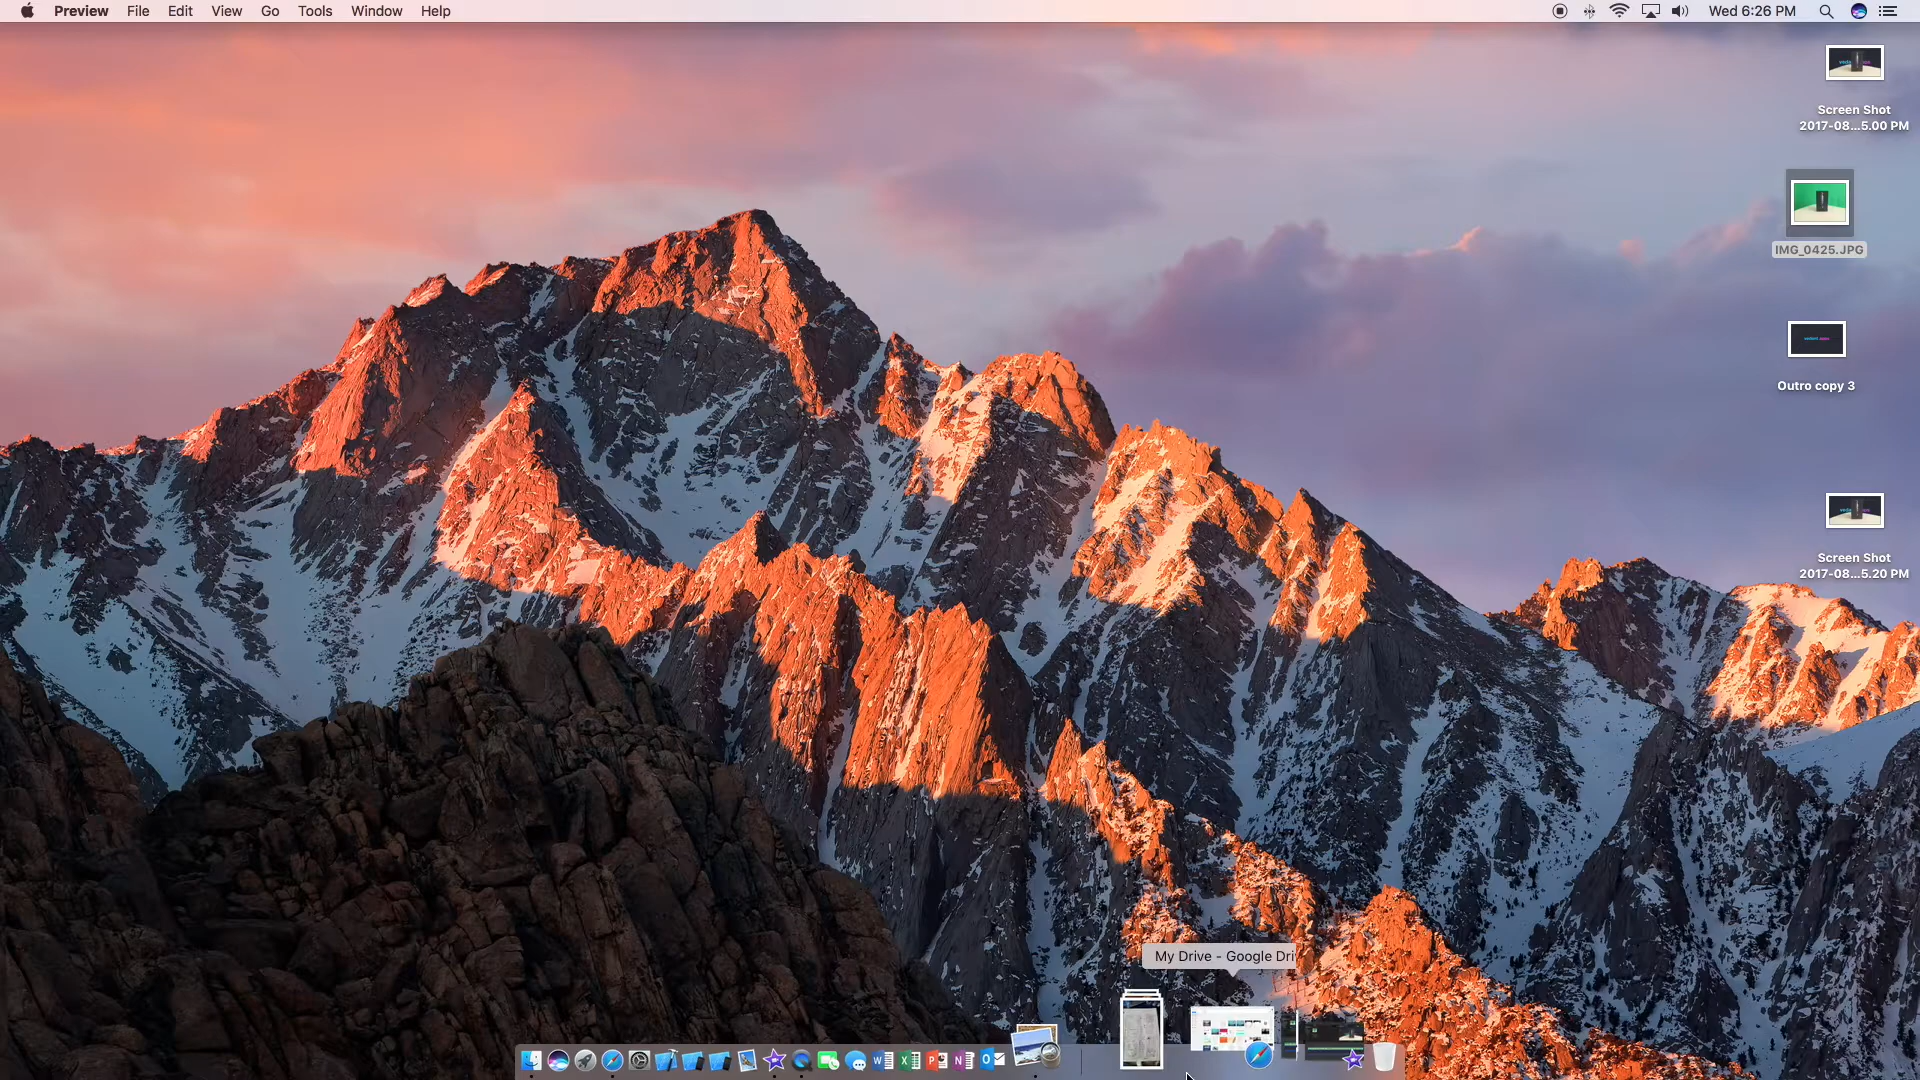 Preview File Edit View Go Tools Window Help Wed 6:26 PM
Screen Shot
2017-08...5.00 PM
IMG_0425.JPG
Outro copy 3
Screen Shot
2017-08...5.20 PM
My Drive - Google Dri